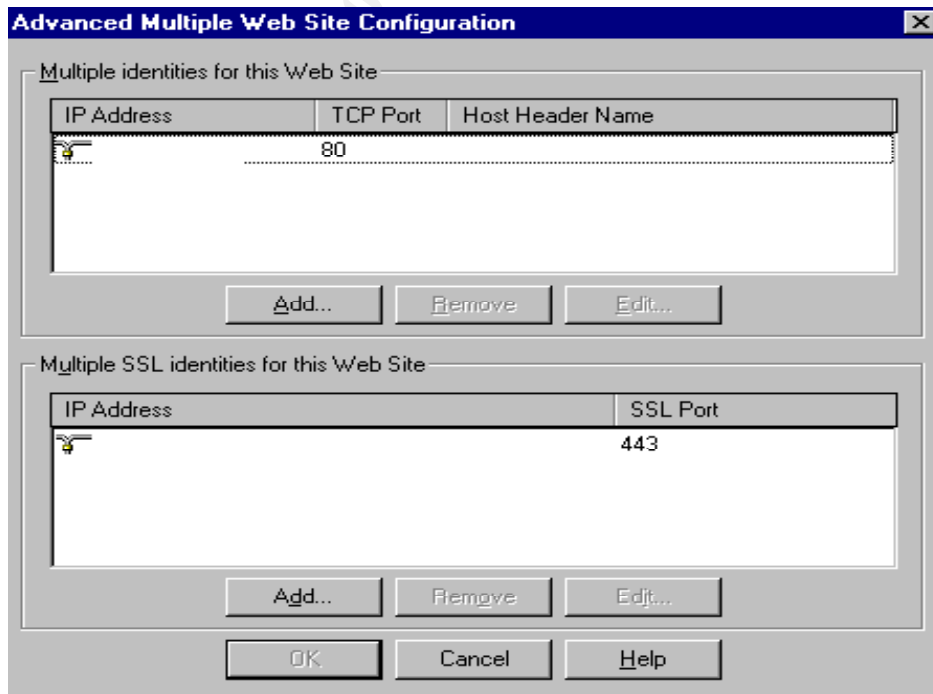 Advanced Multiple Web Site Configuration
Multiple identities for this Web Site
IP Address TCP Port Host Header Name
80
Add... Remove Edit...
Multiple SSL identities for this Web Site
IP Address SSL Port
443
Add... Remove Edit...
OK Cancel Help